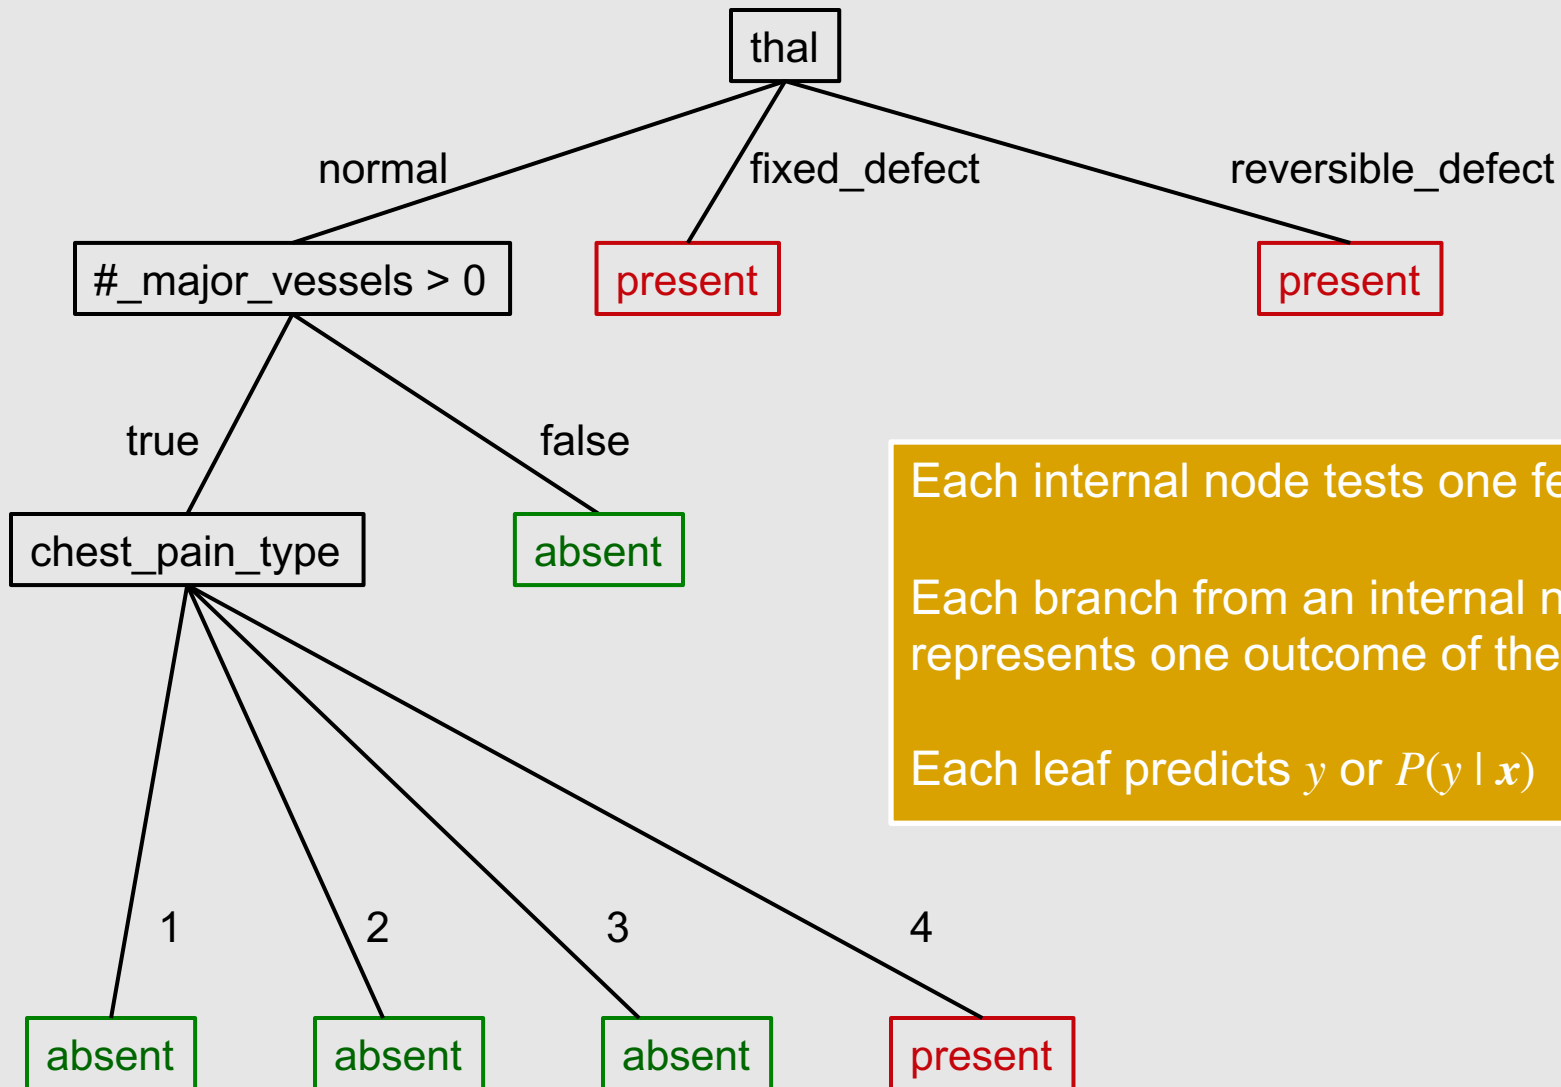 thal
normal
fixed_defect
reversible_defect
#_major_vessels > 0
present
present
true
false
chest_pain_type
absent
Each internal node tests one
Each branch from an internal
represents one outcome of the
Each leaf predicts y or P(y | x)
1
2
3
4
absent
absent
absent
present